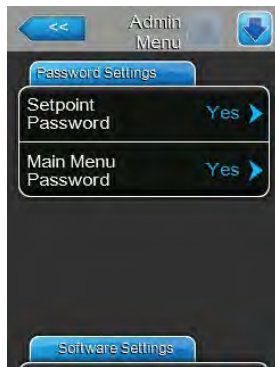 <<
Admin
Menu
Password Settings
Setpoint
Password
Yes
Main Menu
Password
Yes
Software Settings